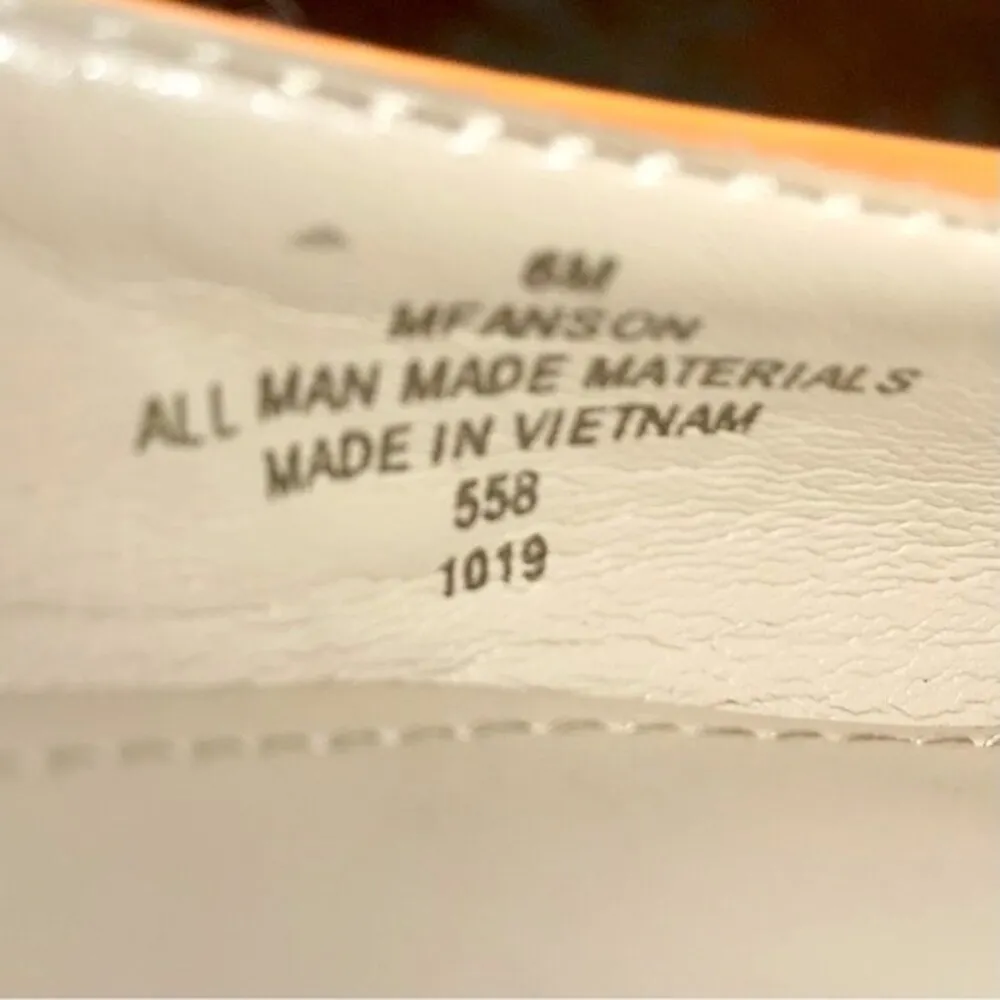 6M
MFANSON
ALL MAN MADE MATERIALS
MADE IN VIETNAM
558
1019